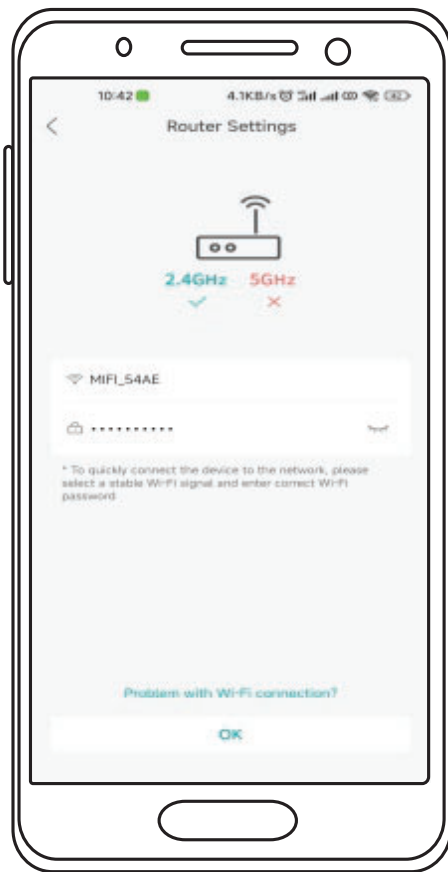 10:42 4.1KB/s
Router Settings
2.4GHz 5GHz
MIFI_54AE
••••••••••
* To quickly connect the device to the network, please
select a stable Wi-Fi signal and enter correct Wi-Fi
password
Problem with Wi-Fi connection?
OK